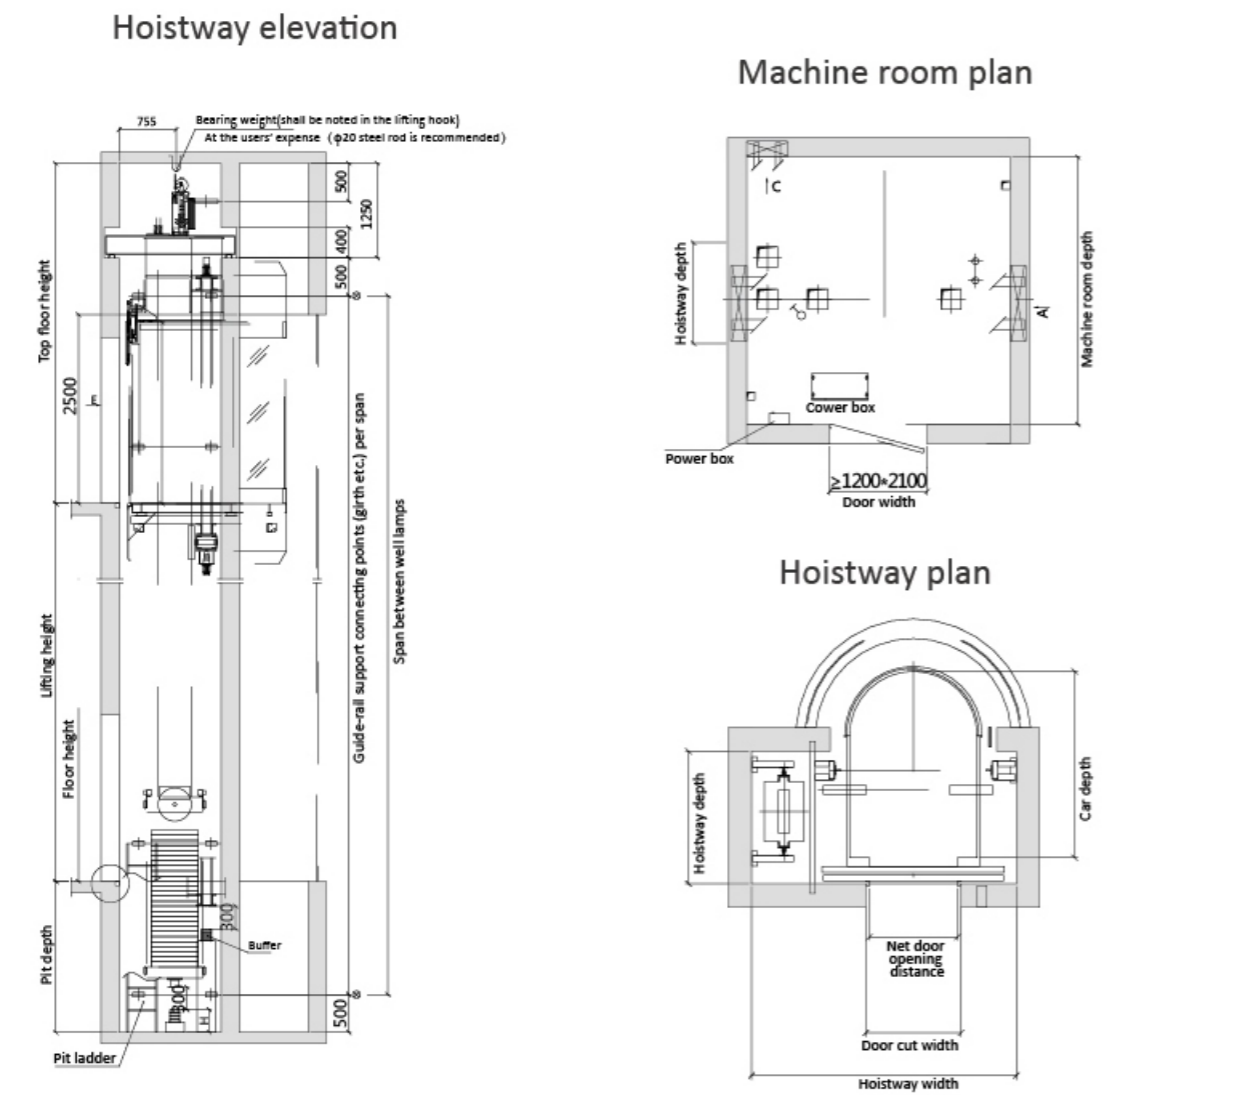 Hoistway elevation
755
Bearing weight(shall be noted in the lifting hook)
At the users' expense (φ20 steel rod is recommended)
500
1250
400
500
Top floor height
2500
E
Guide-rail support connecting points (girth etc.) per span
Span between well lamps
Lifting height
Floor height
300
Buffer
Pit depth
300
H
500
Pit ladder
Machine room plan
C
Hoistway depth
A
Machine room depth
Cower box
Power box
≥1200*2100
Door width
Hoistway plan
Hoistway depth
Car depth
Net door
opening
distance
Door cut width
Hoistway width